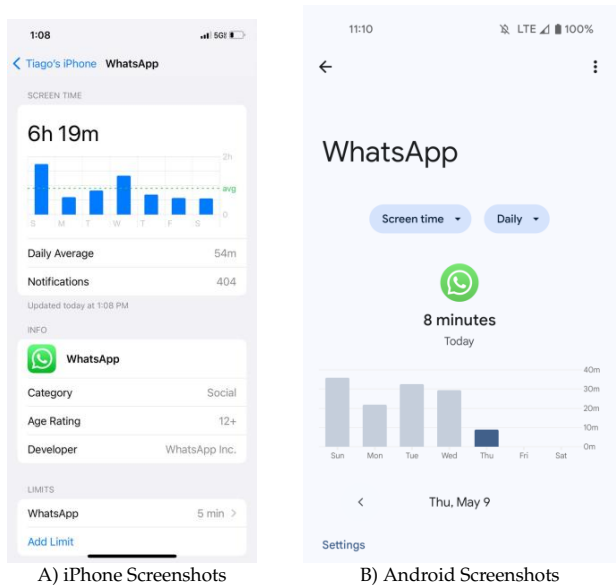 1:08 5GE
Tiago's iPhone WhatsApp
SCREEN TIME
6h 19m
2h
avg
0
S M T W T F S
Daily Average 54m
Notifications 404
Updated today at 1:08 PM
INFO
WhatsApp
Category Social
Age Rating 12+
Developer WhatsApp Inc.
LIMITS
WhatsApp 5 min
Add Limit
A) iPhone Screenshots
11:10 LTE 100%
WhatsApp
Screen time Daily
8 minutes
Today
40m
30m
20m
10m
0m
Sun Mon Tue Wed Thu Fri Sat
Thu, May 9
Settings
B) Android Screenshots